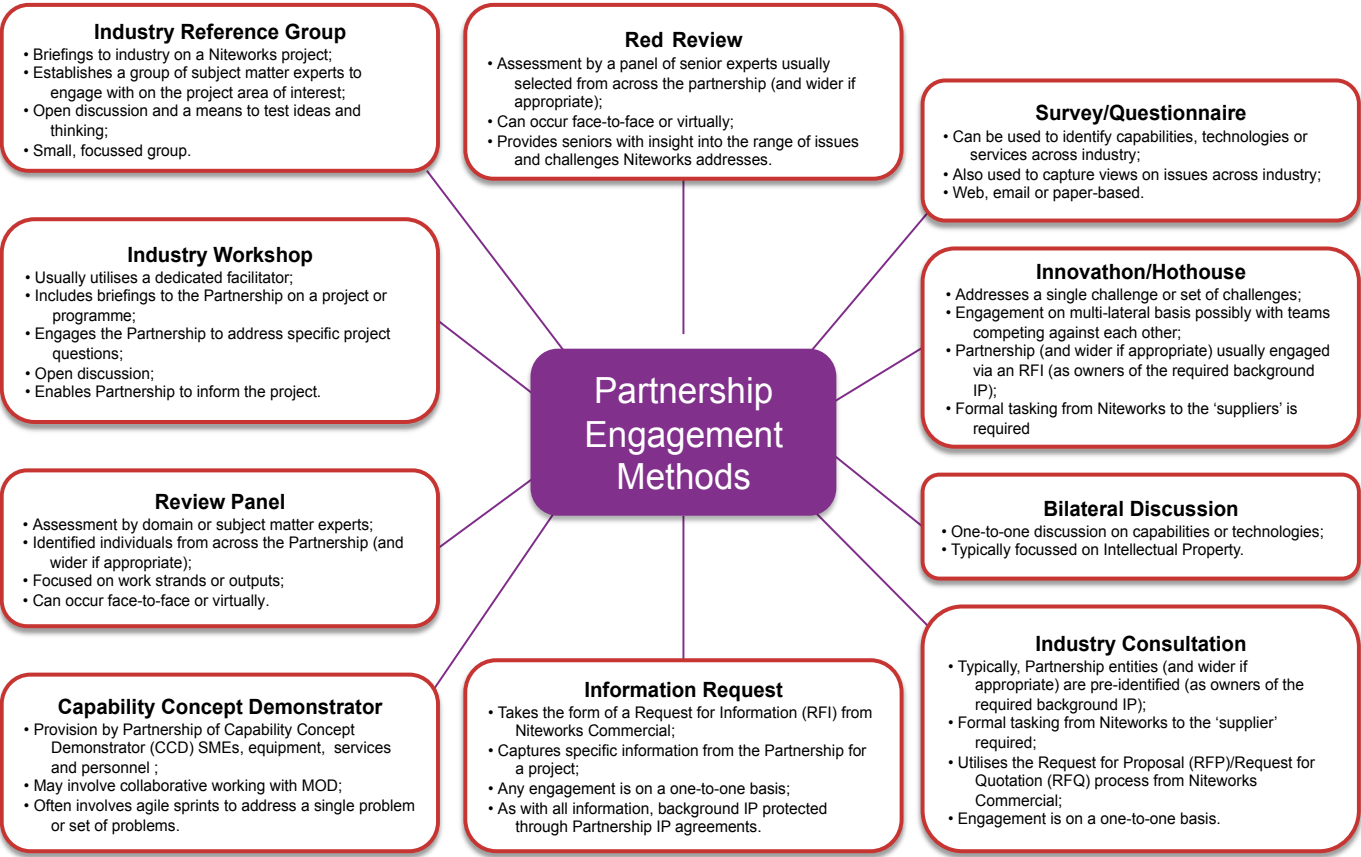 Industry Reference Group
• Briefings to industry on a Niteworks project;
• Establishes a group of subject matter experts to
engage with on the project area of interest;
• Open discussion and a means to test ideas and
thinking;
• Small, focussed group.
Red Review
• Assessment by a panel of senior experts usually
selected from across the partnership (and wider if
appropriate);
• Can occur face-to-face or virtually;
• Provides seniors with insight into the range of issues
and challenges Niteworks addresses.
Survey/Questionnaire
• Can be used to identify capabilities, technologies or
services across industry;
• Also used to capture views on issues across industry;
• Web, email or paper-based.
Industry Workshop
• Usually utilises a dedicated facilitator;
• Includes briefings to the Partnership on a project or
programme;
• Engages the Partnership to address specific project
questions;
• Open discussion;
• Enables Partnership to inform the project.
Innovathon/Hothouse
• Addresses a single challenge or set of challenges;
• Engagement on multi-lateral basis possibly with teams
competing against each other;
• Partnership (and wider if appropriate) usually engaged
via an RFI (as owners of the required background
IP);
• Formal tasking from Niteworks to the ‘suppliers’ is
required
Partnership
Engagement
Methods
Review Panel
• Assessment by domain or subject matter experts;
• Identified individuals from across the Partnership (and
wider if appropriate);
• Focused on work strands or outputs;
• Can occur face-to-face or virtually.
Bilateral Discussion
• One-to-one discussion on capabilities or technologies;
• Typically focussed on Intellectual Property.
Capability Concept Demonstrator
• Provision by Partnership of Capability Concept
Demonstrator (CCD) SMEs, equipment, services
and personnel ;
• May involve collaborative working with MOD;
• Often involves agile sprints to address a single problem
or set of problems.
Information Request
• Takes the form of a Request for Information (RFI) from
Niteworks Commercial;
• Captures specific information from the Partnership for
a project;
• Any engagement is on a one-to-one basis;
• As with all information, background IP protected
through Partnership IP agreements.
Industry Consultation
• Typically, Partnership entities (and wider if
appropriate) are pre-identified (as owners of the
required background IP);
• Formal tasking from Niteworks to the ‘supplier’
required;
• Utilises the Request for Proposal (RFP)/Request for
Quotation (RFQ) process from Niteworks
Commercial;
• Engagement is on a one-to-one basis.